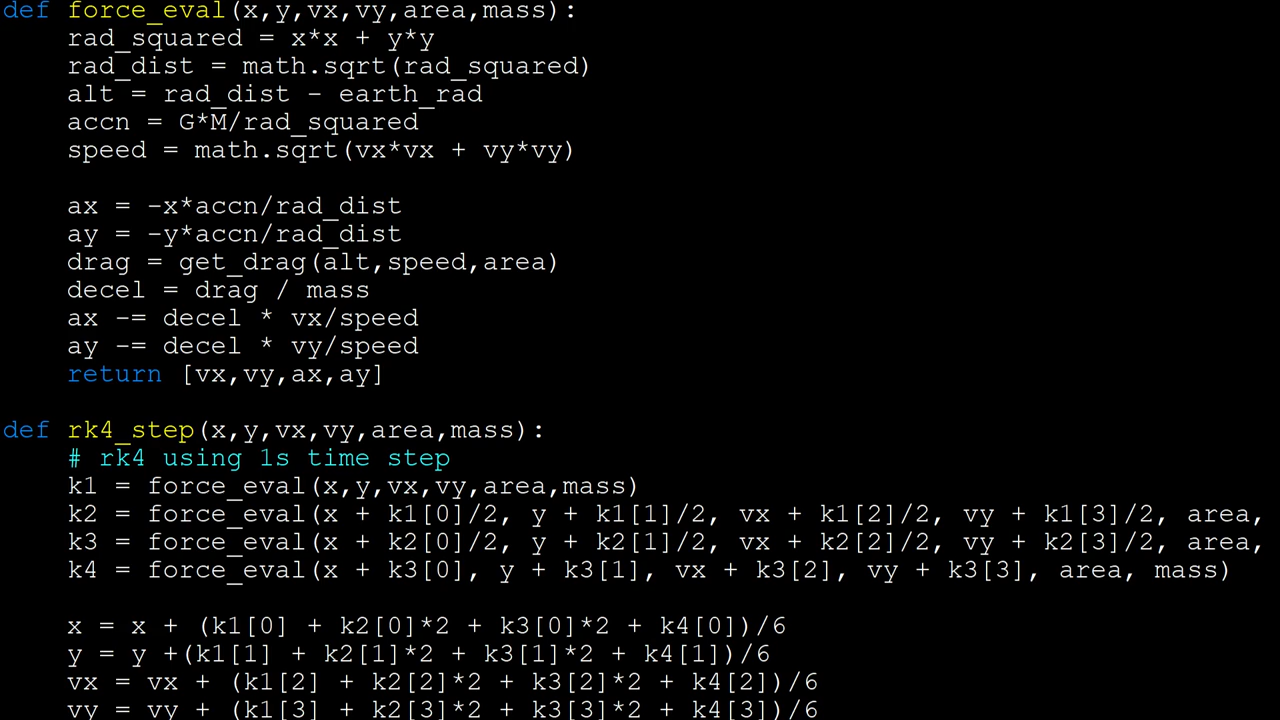 def force_eval(x,y,vx,vy,area,mass):
    rad_squared = x*x + y*y
    rad_dist = math.sqrt(rad_squared)
    alt = rad_dist - earth_rad
    accn = G*M/rad_squared
    speed = math.sqrt(vx*vx + vy*vy)

    ax = -x*accn/rad_dist
    ay = -y*accn/rad_dist
    drag = get_drag(alt,speed,area)
    decel = drag / mass
    ax -= decel * vx/speed
    ay -= decel * vy/speed
    return [vx,vy,ax,ay]

def rk4_step(x,y,vx,vy,area,mass):
    # rk4 using 1s time step
    k1 = force_eval(x,y,vx,vy,area,mass)
    k2 = force_eval(x + k1[0]/2, y + k1[1]/2, vx + k1[2]/2, vy + k1[3]/2, area,
    k3 = force_eval(x + k2[0]/2, y + k2[1]/2, vx + k2[2]/2, vy + k2[3]/2, area,
    k4 = force_eval(x + k3[0], y + k3[1], vx + k3[2], vy + k3[3], area, mass)

    x = x + (k1[0] + k2[0]*2 + k3[0]*2 + k4[0])/6
    y = y +(k1[1] + k2[1]*2 + k3[1]*2 + k4[1])/6
    vx = vx + (k1[2] + k2[2]*2 + k3[2]*2 + k4[2])/6
    vy = vy + (k1[3] + k2[3]*2 + k3[3]*2 + k4[3])/6